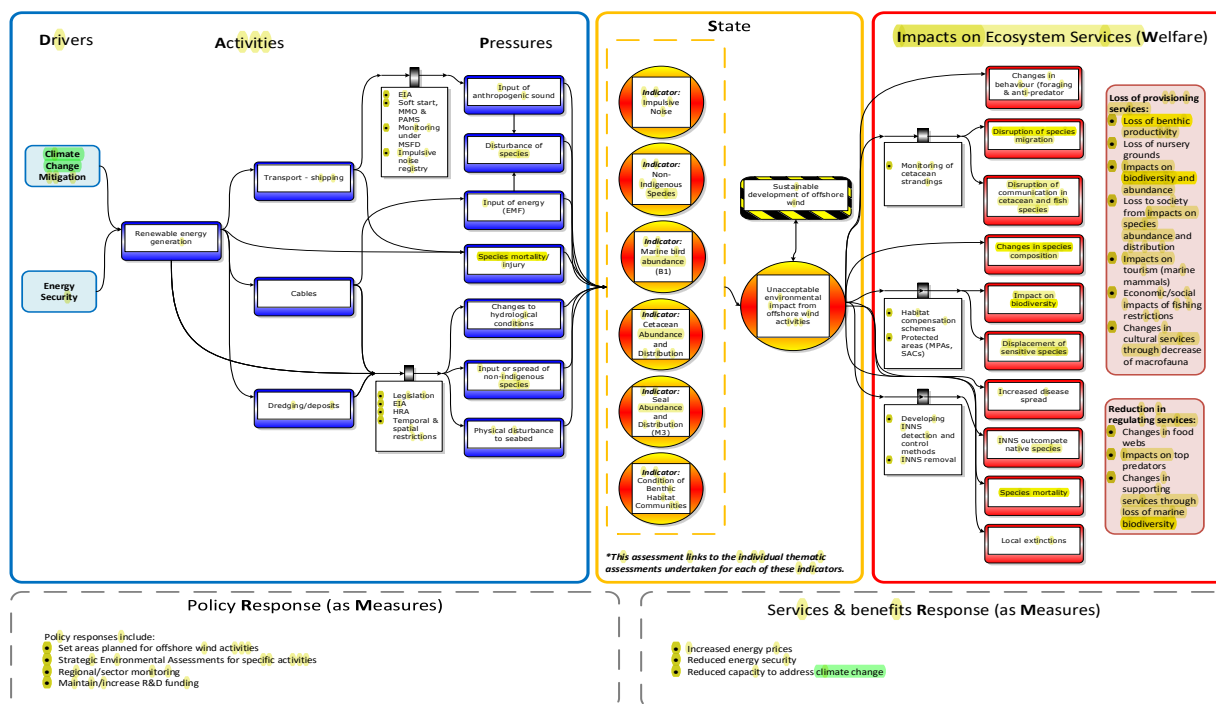 Drivers
Activities
Pressures
Climate
Change
Mitigation
Energy
Security
Renewable energy
generation
Transport - shipping
Cables
Dredging/deposits
• EIA
• Soft start,
MMO &
PAMS
• Monitoring
under
MSFD
• Impulsive
noise
registry
• Legislation
• EIA
• HRA
• Temporal &
spatial
restrictions
Input of
anthropogenic sound
Disturbance of
species
Input of energy
(EMF)
Species mortality/
injury
Changes to
hydrological
conditions
Input or spread of
non-indigenous
species
Physical disturbance
to seabed
State
Indicator:
Impulsive
Noise
Indicator:
Non-
Indigenous
Species
Indicator:
Marine bird
abundance
(B1)
Indicator:
Cetacean
Abundance
and
Distribution
Indicator:
Seal
Abundance
and
Distribution
(M3)
Indicator:
Condition of
Benthic
Habitat
Communities
Sustainable
development of offshore
wind
Unacceptable
environmental
impact from
offshore wind
activities
*This assessment links to the individual thematic
assessments undertaken for each of these indicators.
Impacts on Ecosystem Services (Welfare)
• Monitoring of
cetacean
strandings
• Habitat
compensation
schemes
• Protected
areas (MPAs,
SACs)
• Developing
INNS
detection and
control
methods
• INNS removal
Changes in
behaviour (foraging
& anti-predator
Disruption of species
migration
Disruption of
communication in
cetacean and fish
species
Changes in species
composition
Impact on
biodiversity
Displacement of
sensitive species
Increased disease
spread
INNS outcompete
native species
Species mortality
Local extinctions
Loss of provisioning
services:
• Loss of benthic
productivity
• Loss of nursery
grounds
• Impacts on
biodiversity and
abundance
• Loss to society
from impacts on
species
abundance and
distribution
• Impacts on
tourism (marine
mammals)
• Economic/social
impacts of fishing
restrictions
• Changes in
cultural services
through decrease
of macrofauna
Reduction in
regulating services:
• Changes in food
webs
• Impacts on top
predators
• Changes in
supporting
services through
loss of marine
biodiversity
Policy Response (as Measures)
Policy responses include:
• Set areas planned for offshore wind activities
• Strategic Environmental Assessments for specific activities
• Regional/sector monitoring
• Maintain/increase R&D funding
Services & benefits Response (as Measures)
• Increased energy prices
• Reduced energy security
• Reduced capacity to address climate change